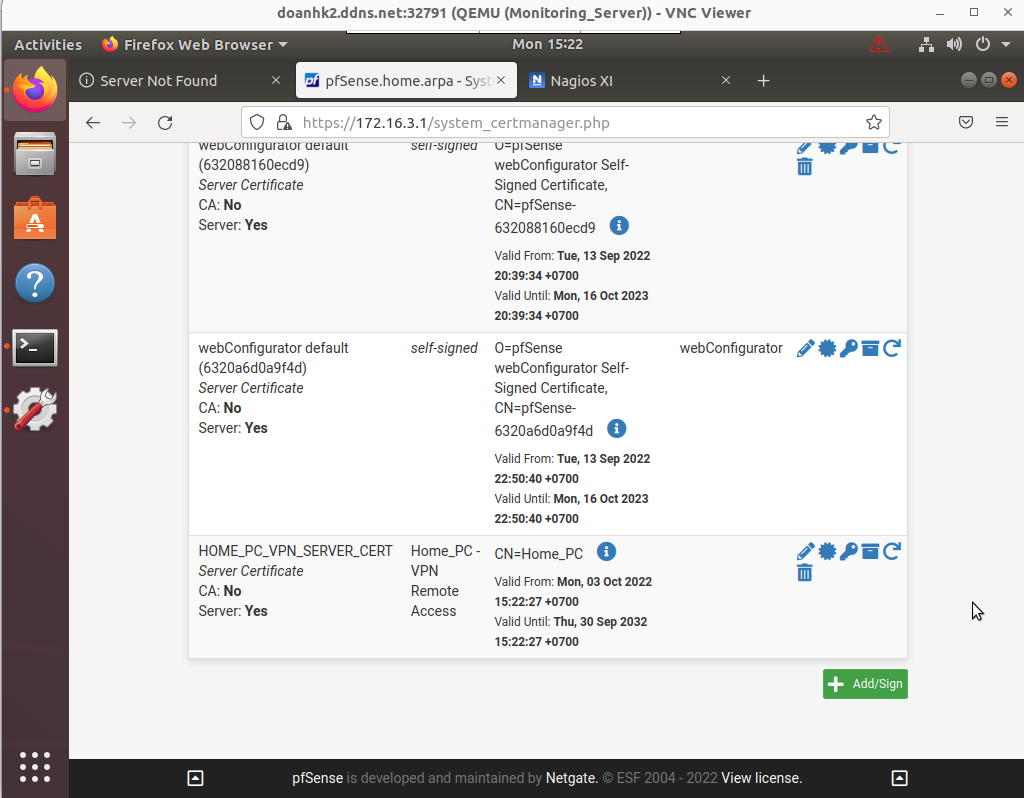 doanhk2.ddns.net:32791 (QEMU (Monitoring_Server)) - VNC Viewer
Activities Firefox Web Browser Mon 15:22
Server Not Found pfSense.home.arpa - Syst Nagios XI
https://172.16.3.1/system_certmanager.php
webConfigurator default self-signed O=pfSense
(632088160ecd9) webConfigurator Self-
Server Certificate Signed Certificate,
CA: No CN=pfSense-
Server: Yes 632088160ecd9
Valid From: Tue, 13 Sep 2022
20:39:34 +0700
Valid Until: Mon, 16 Oct 2023
20:39:34 +0700
webConfigurator default self-signed O=pfSense webConfigurator
(6320a6d0a9f4d) webConfigurator Self-
Server Certificate Signed Certificate,
CA: No CN=pfSense-
Server: Yes 6320a6d0a9f4d
Valid From: Tue, 13 Sep 2022
22:50:40 +0700
Valid Until: Mon, 16 Oct 2023
22:50:40 +0700
HOME_PC_VPN_SERVER_CERT Home_PC - CN=Home_PC
Server Certificate VPN
CA: No Remote Valid From: Mon, 03 Oct 2022
Server: Yes Access 15:22:27 +0700
Valid Until: Thu, 30 Sep 2032
15:22:27 +0700
Add/Sign
pfSense is developed and maintained by Netgate. © ESF 2004 - 2022 View license.